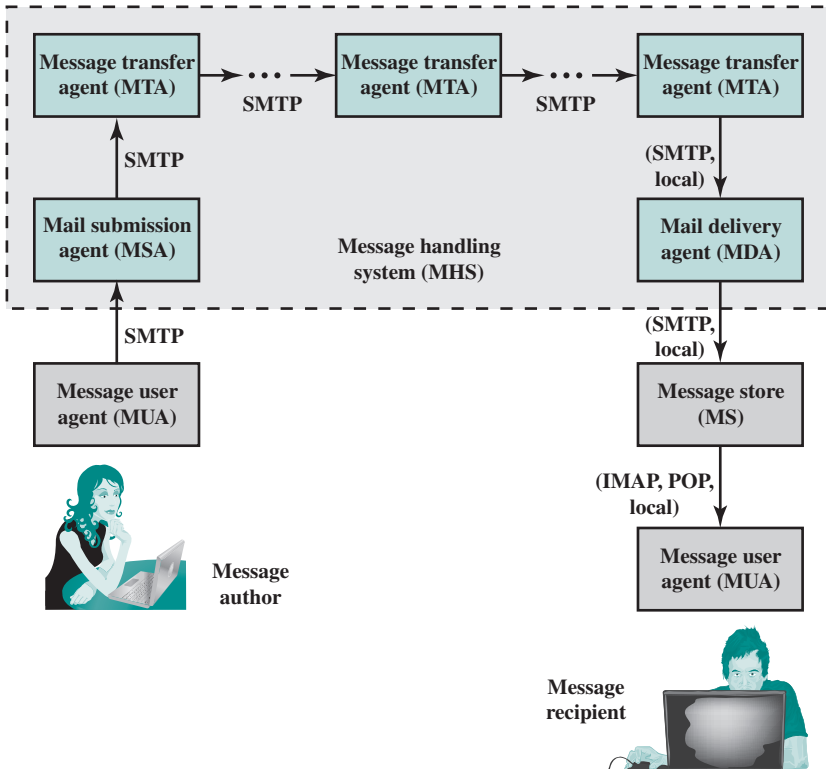 Message transfer
agent (MTA)
SMTP
Message transfer
agent (MTA)
SMTP
Message transfer
agent (MTA)
SMTP
(SMTP,
local)
Mail submission
agent (MSA)
Message handling
system (MHS)
Mail delivery
agent (MDA)
SMTP
(SMTP,
local)
Message user
agent (MUA)
Message store
(MS)
(IMAP, POP,
local)
Message
author
Message user
agent (MUA)
Message
recipient